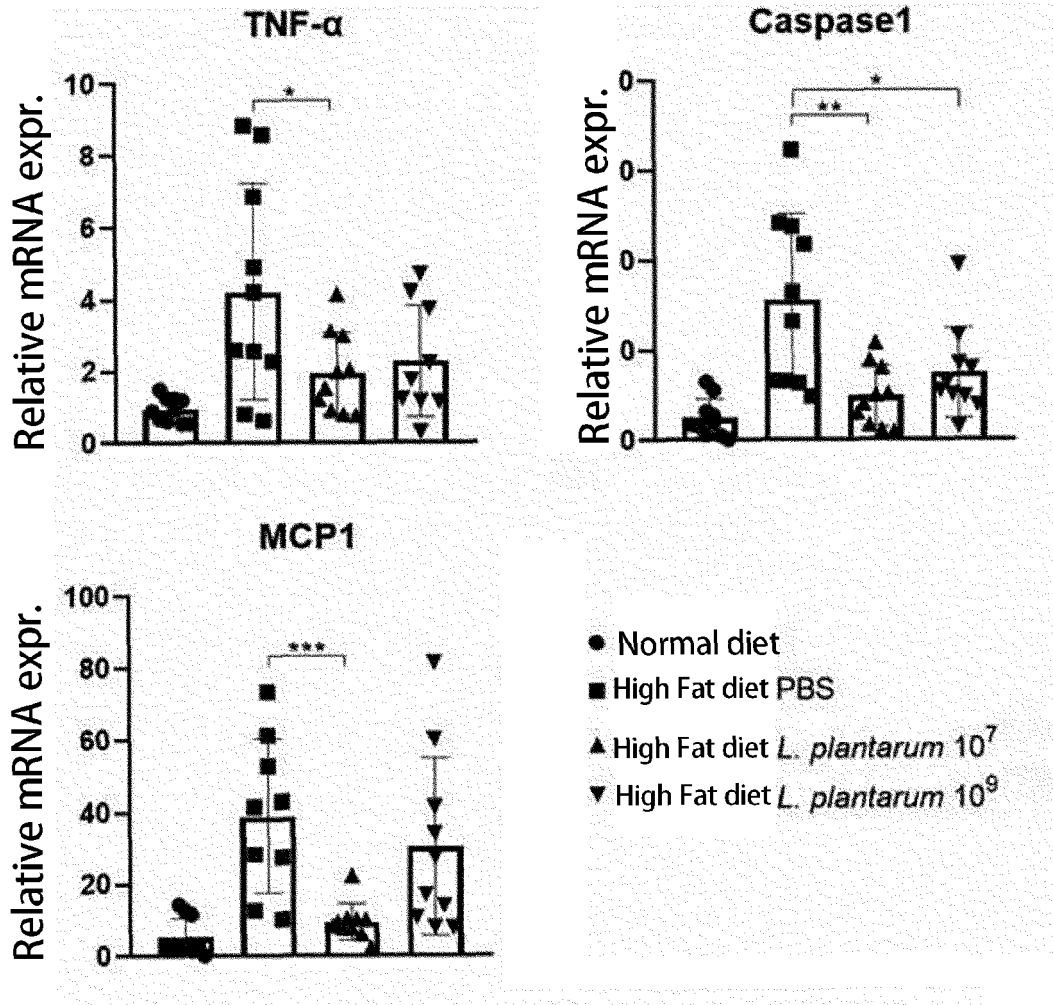 TNF-α
Relative mRNA expr.
10
8
6
4
2
0
*
Caspase1
Relative mRNA expr.
0
0
0
0
0
*
**
MCP1
Relative mRNA expr.
100
80
60
40
20
0
***
Normal diet
High Fat diet PBS
High Fat diet L. plantarum 10⁷
High Fat diet L. plantarum 10⁹